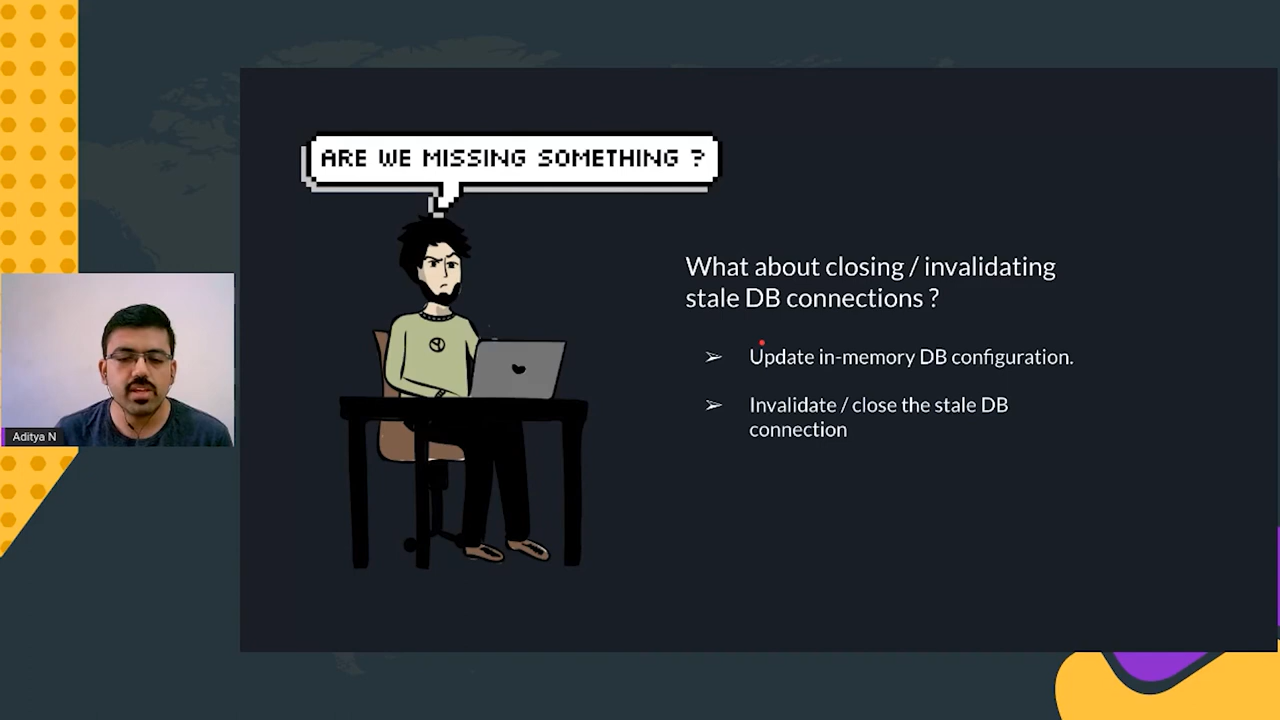 ARE WE MISSING SOMETHING ?
What about closing / invalidating
stale DB connections ?
➢ Update in-memory DB configuration.
➢ Invalidate / close the stale DB
connection
Aditya N